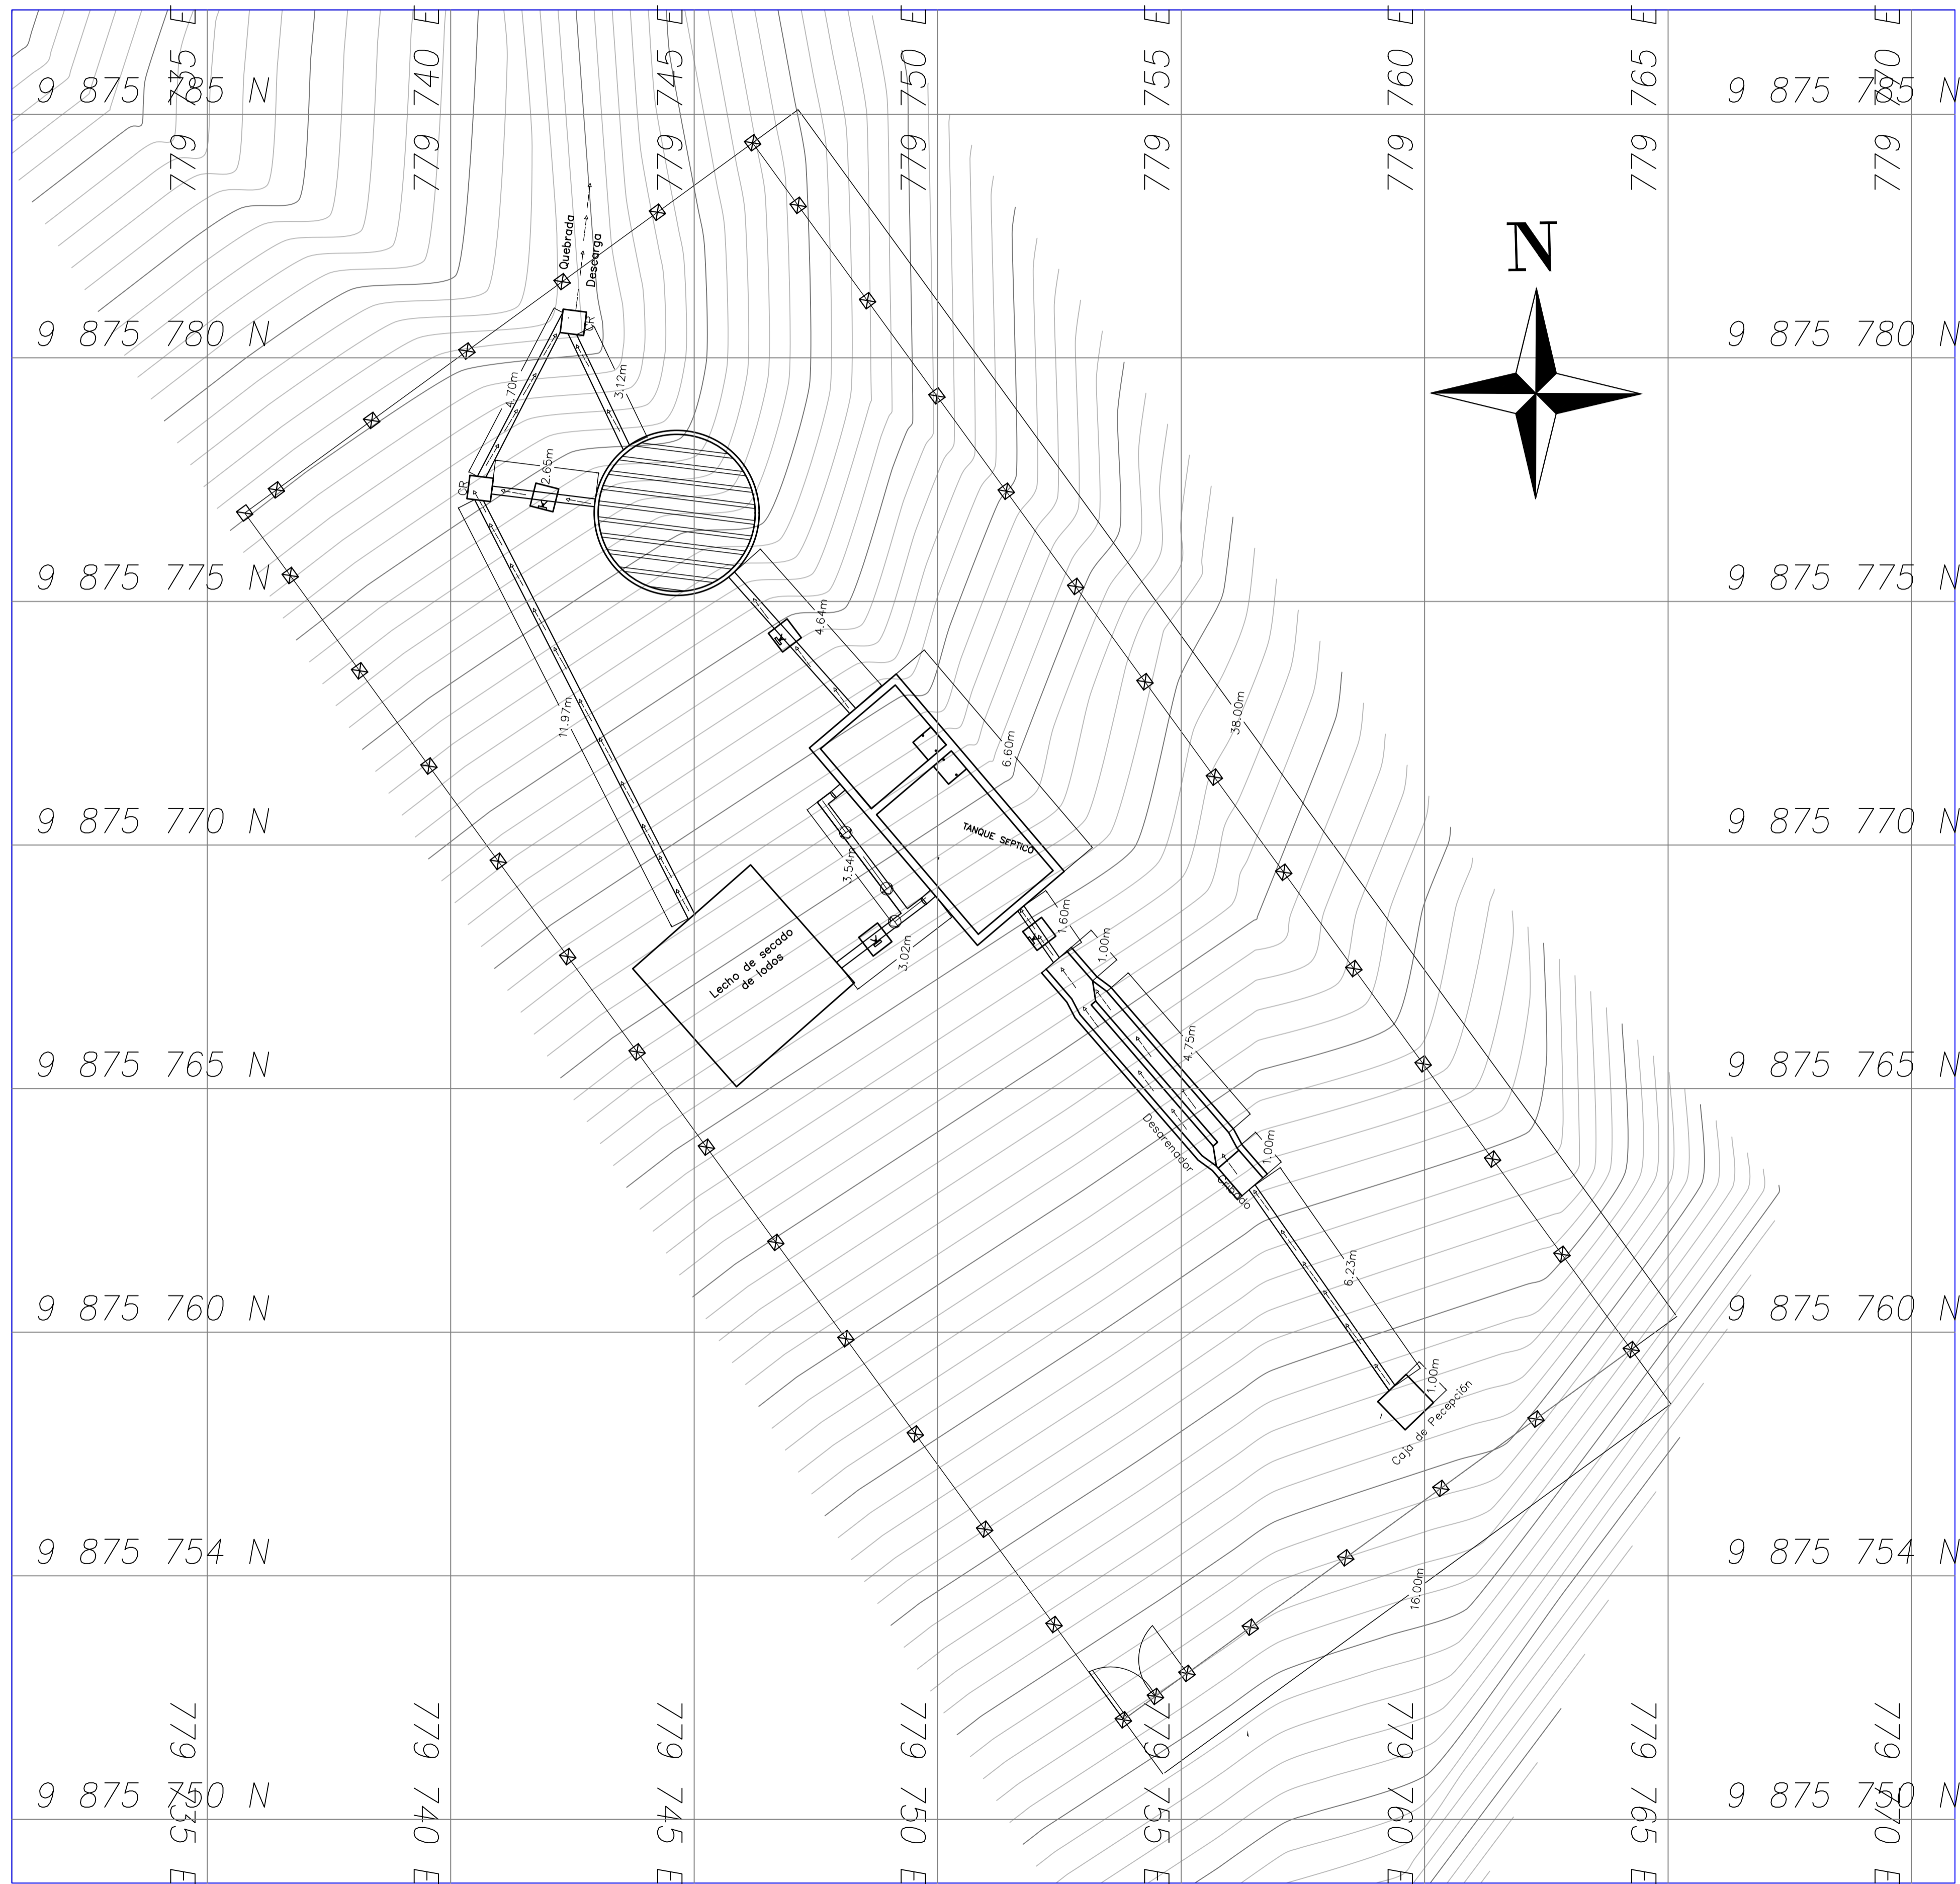 779 735 E
779 740 E
779 745 E
779 750 E
779 755 E
779 760 E
779 765 E
779 770 E
9 875 785 N
9 875 785 N
N
Quebrada
Descarga
CR
9 875 780 N
9 875 780 N
4.70m
3.12m
2.65m
CR
9 875 775 N
9 875 775 N
4.64m
11.97m
6.60m
38.00m
9 875 770 N
9 875 770 N
TANQUE SEPTICO
3.54m
1.60m
1.00m
3.02m
Lecho de secado
de lodos
4.75m
9 875 765 N
9 875 765 N
Desarenador
1.00m
Cribado
6.23m
9 875 760 N
9 875 760 N
1.00m
Caja de Pecepción
9 875 754 N
9 875 754 N
16.00m
9 875 750 N
9 875 750 N
779 735 E
779 740 E
779 745 E
779 750 E
779 755 E
779 760 E
779 765 E
779 770 E